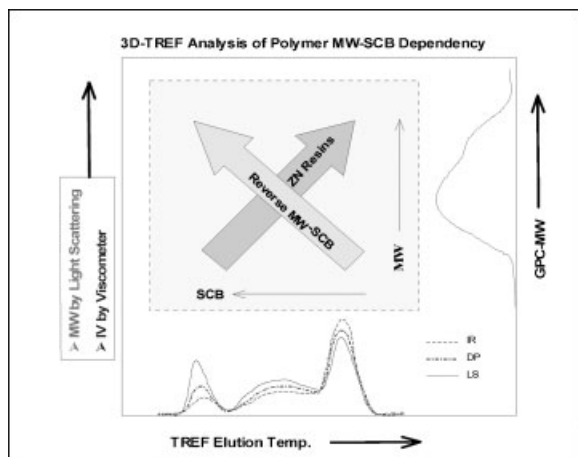 3D-TREF Analysis of Polymer MW-SCB Dependency
➢ MW by Light Scattering
➢ IV by Viscometer
ZN Resins
Reverse MW-SCB
MW
SCB
GPC-MW
IR
DP
LS
TREF Elution Temp.